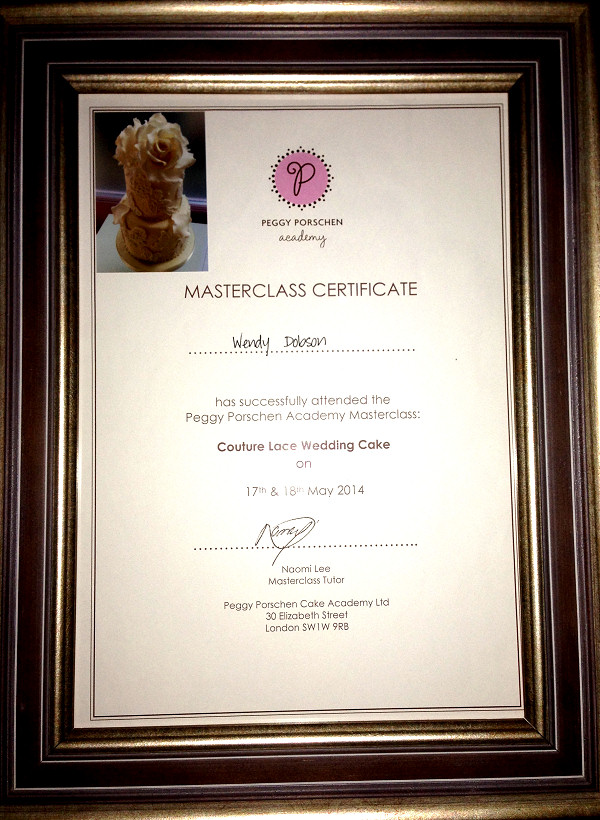 P
PEGGY PORSCHEN
academy
MASTERCLASS CERTIFICATE
Wendy Dobson
has successfully attended the
Peggy Porschen Academy Masterclass:
Couture Lace Wedding Cake
on
17th & 18th May 2014
Naomi Lee
Masterclass Tutor
Peggy Porschen Cake Academy Ltd
30 Elizabeth Street
London SW1W 9RB